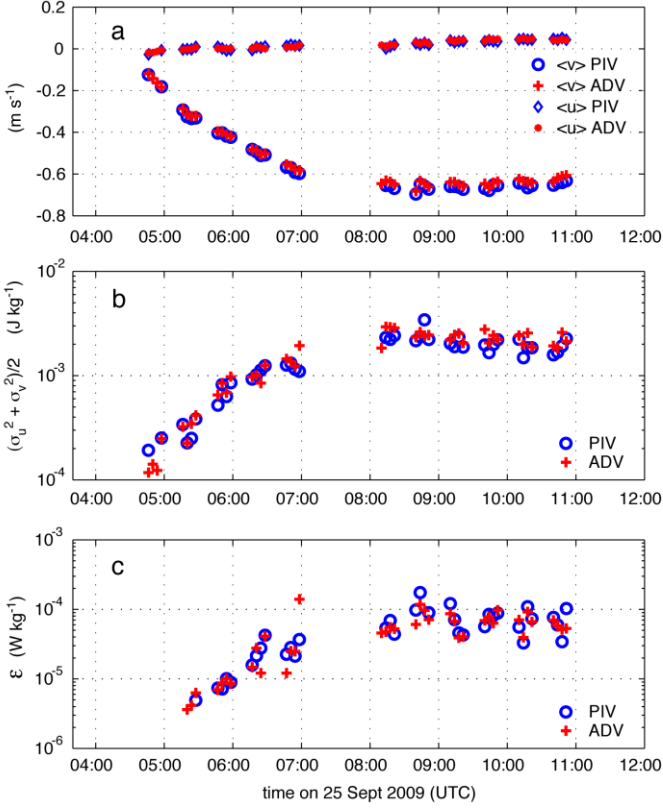 a
0.2
0
-0.2
-0.4
-0.6
-0.8
(m s⁻¹)
<v> PIV
<v> ADV
<u> PIV
<u> ADV
04:00 05:00 06:00 07:00 08:00 09:00 10:00 11:00 12:00
b
10⁻²
10⁻³
10⁻⁴
(σᵤ² + σᵥ²)/2 (J kg⁻¹)
PIV
ADV
04:00 05:00 06:00 07:00 08:00 09:00 10:00 11:00 12:00
c
10⁻³
10⁻⁴
10⁻⁵
10⁻⁶
ε (W kg⁻¹)
PIV
ADV
04:00 05:00 06:00 07:00 08:00 09:00 10:00 11:00 12:00
time on 25 Sept 2009 (UTC)